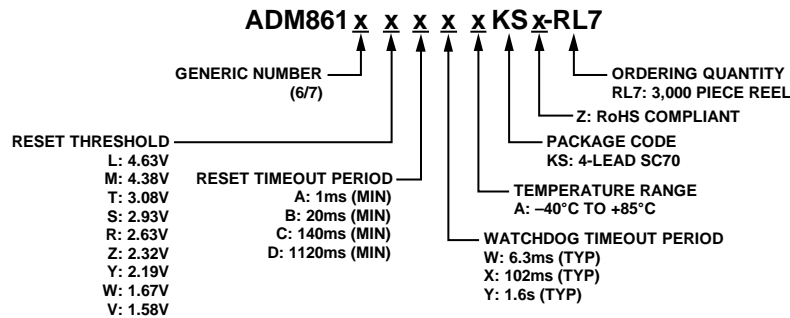 ADM861 x x x x x KS x-RL7
GENERIC NUMBER
(6/7)
ORDERING QUANTITY
RL7: 3,000 PIECE REEL
Z: RoHS COMPLIANT
RESET THRESHOLD
L: 4.63V
M: 4.38V
T: 3.08V
S: 2.93V
R: 2.63V
Z: 2.32V
Y: 2.19V
W: 1.67V
V: 1.58V
RESET TIMEOUT PERIOD
A: 1ms (MIN)
B: 20ms (MIN)
C: 140ms (MIN)
D: 1120ms (MIN)
PACKAGE CODE
KS: 4-LEAD SC70
TEMPERATURE RANGE
A: –40°C TO +85°C
WATCHDOG TIMEOUT PERIOD
W: 6.3ms (TYP)
X: 102ms (TYP)
Y: 1.6s (TYP)